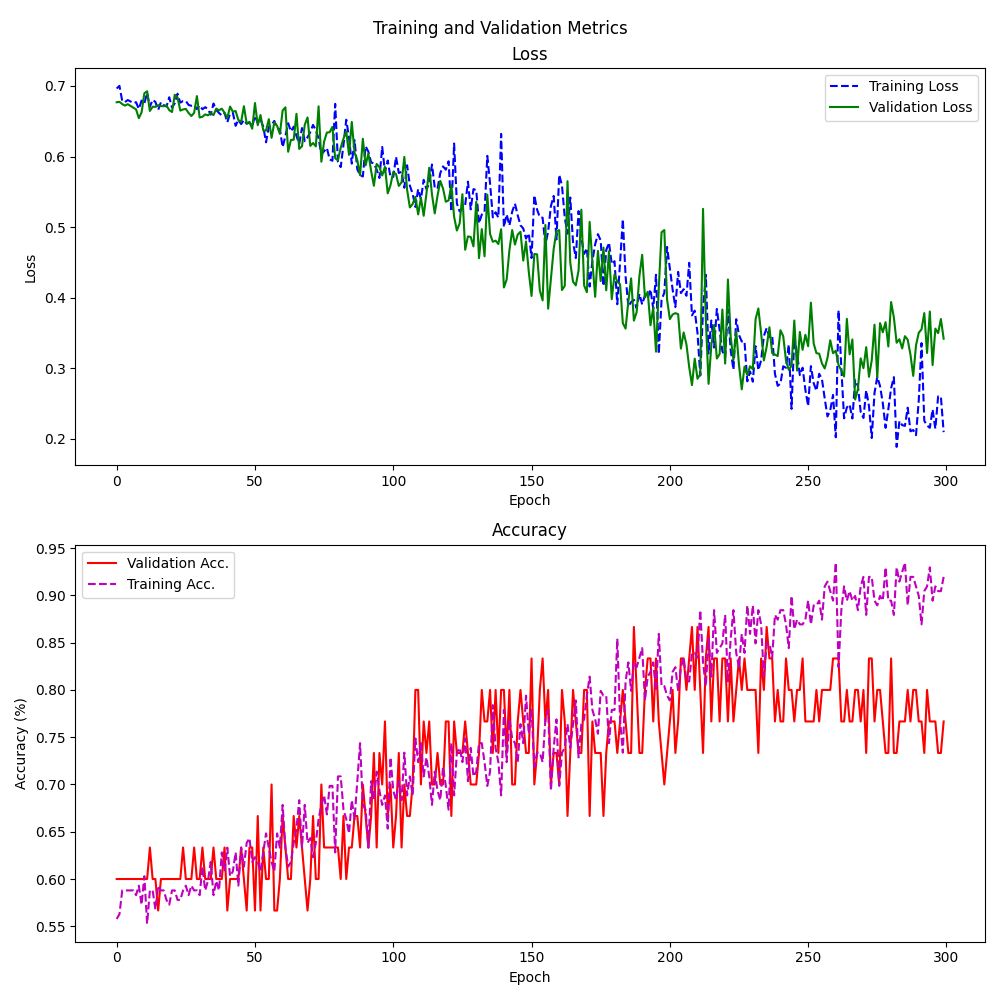 Training and Validation Metrics
Loss
Training Loss
Validation Loss
0.7
0.6
0.5
0.4
0.3
0.2
Loss
0 50 100 150 200 250 300
Epoch
Accuracy
Validation Acc.
Training Acc.
0.95
0.90
0.85
0.80
0.75
0.70
0.65
0.60
0.55
Accuracy (%)
0 50 100 150 200 250 300
Epoch